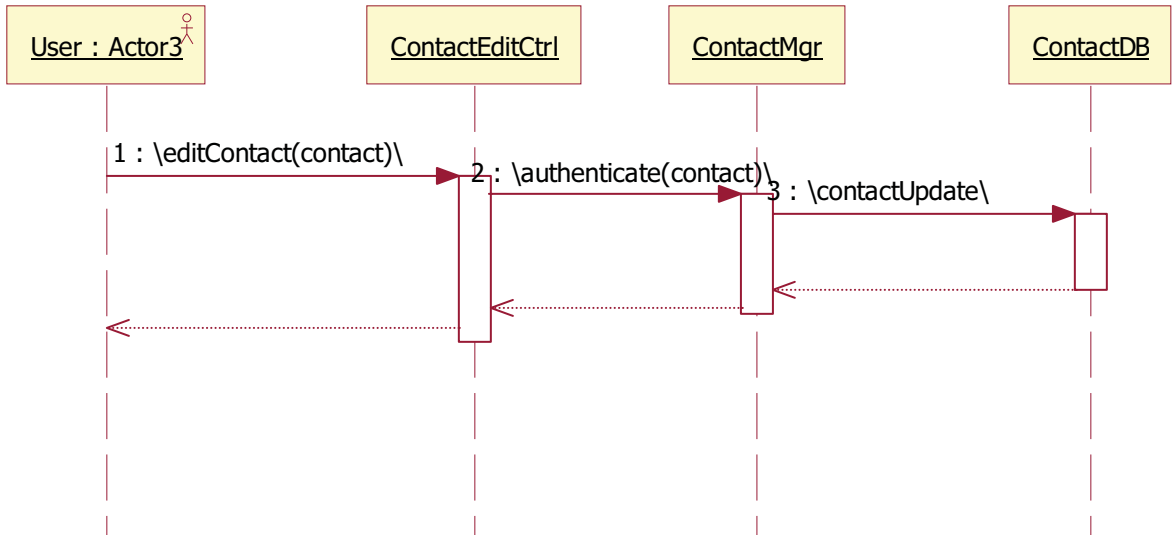 User : Actor3
ContactEditCtrl
ContactMgr
ContactDB
1 : \editContact(contact)\
2 : \authenticate(contact)\
3 : \contactUpdate\